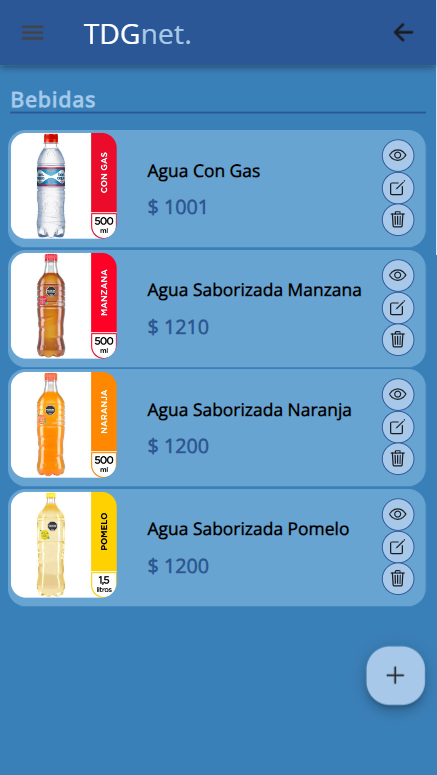 TDGnet.
Bebidas
CON GAS
500
ml
Agua Con Gas
$ 1001
MANZANA
500
ml
Agua Saborizada Manzana
$ 1210
NARANJA
500
ml
Agua Saborizada Naranja
$ 1200
POMELO
1,5
litros
Agua Saborizada Pomelo
$ 1200